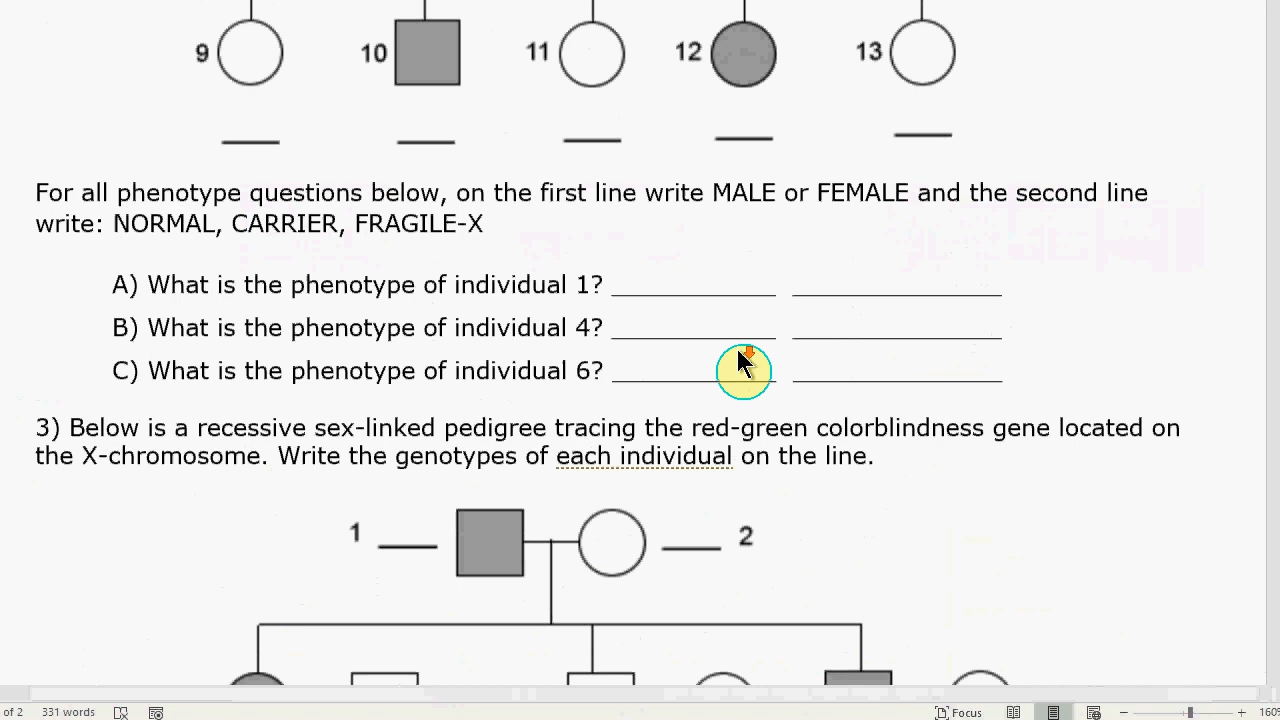 9 10 11 12 13
For all phenotype questions below, on the first line write MALE or FEMALE and the second line
write: NORMAL, CARRIER, FRAGILE-X
A) What is the phenotype of individual 1?
B) What is the phenotype of individual 4?
C) What is the phenotype of individual 6?
3) Below is a recessive sex-linked pedigree tracing the red-green colorblindness gene located on
the X-chromosome. Write the genotypes of each individual on the line.
1 2
of 2 331 words Focus